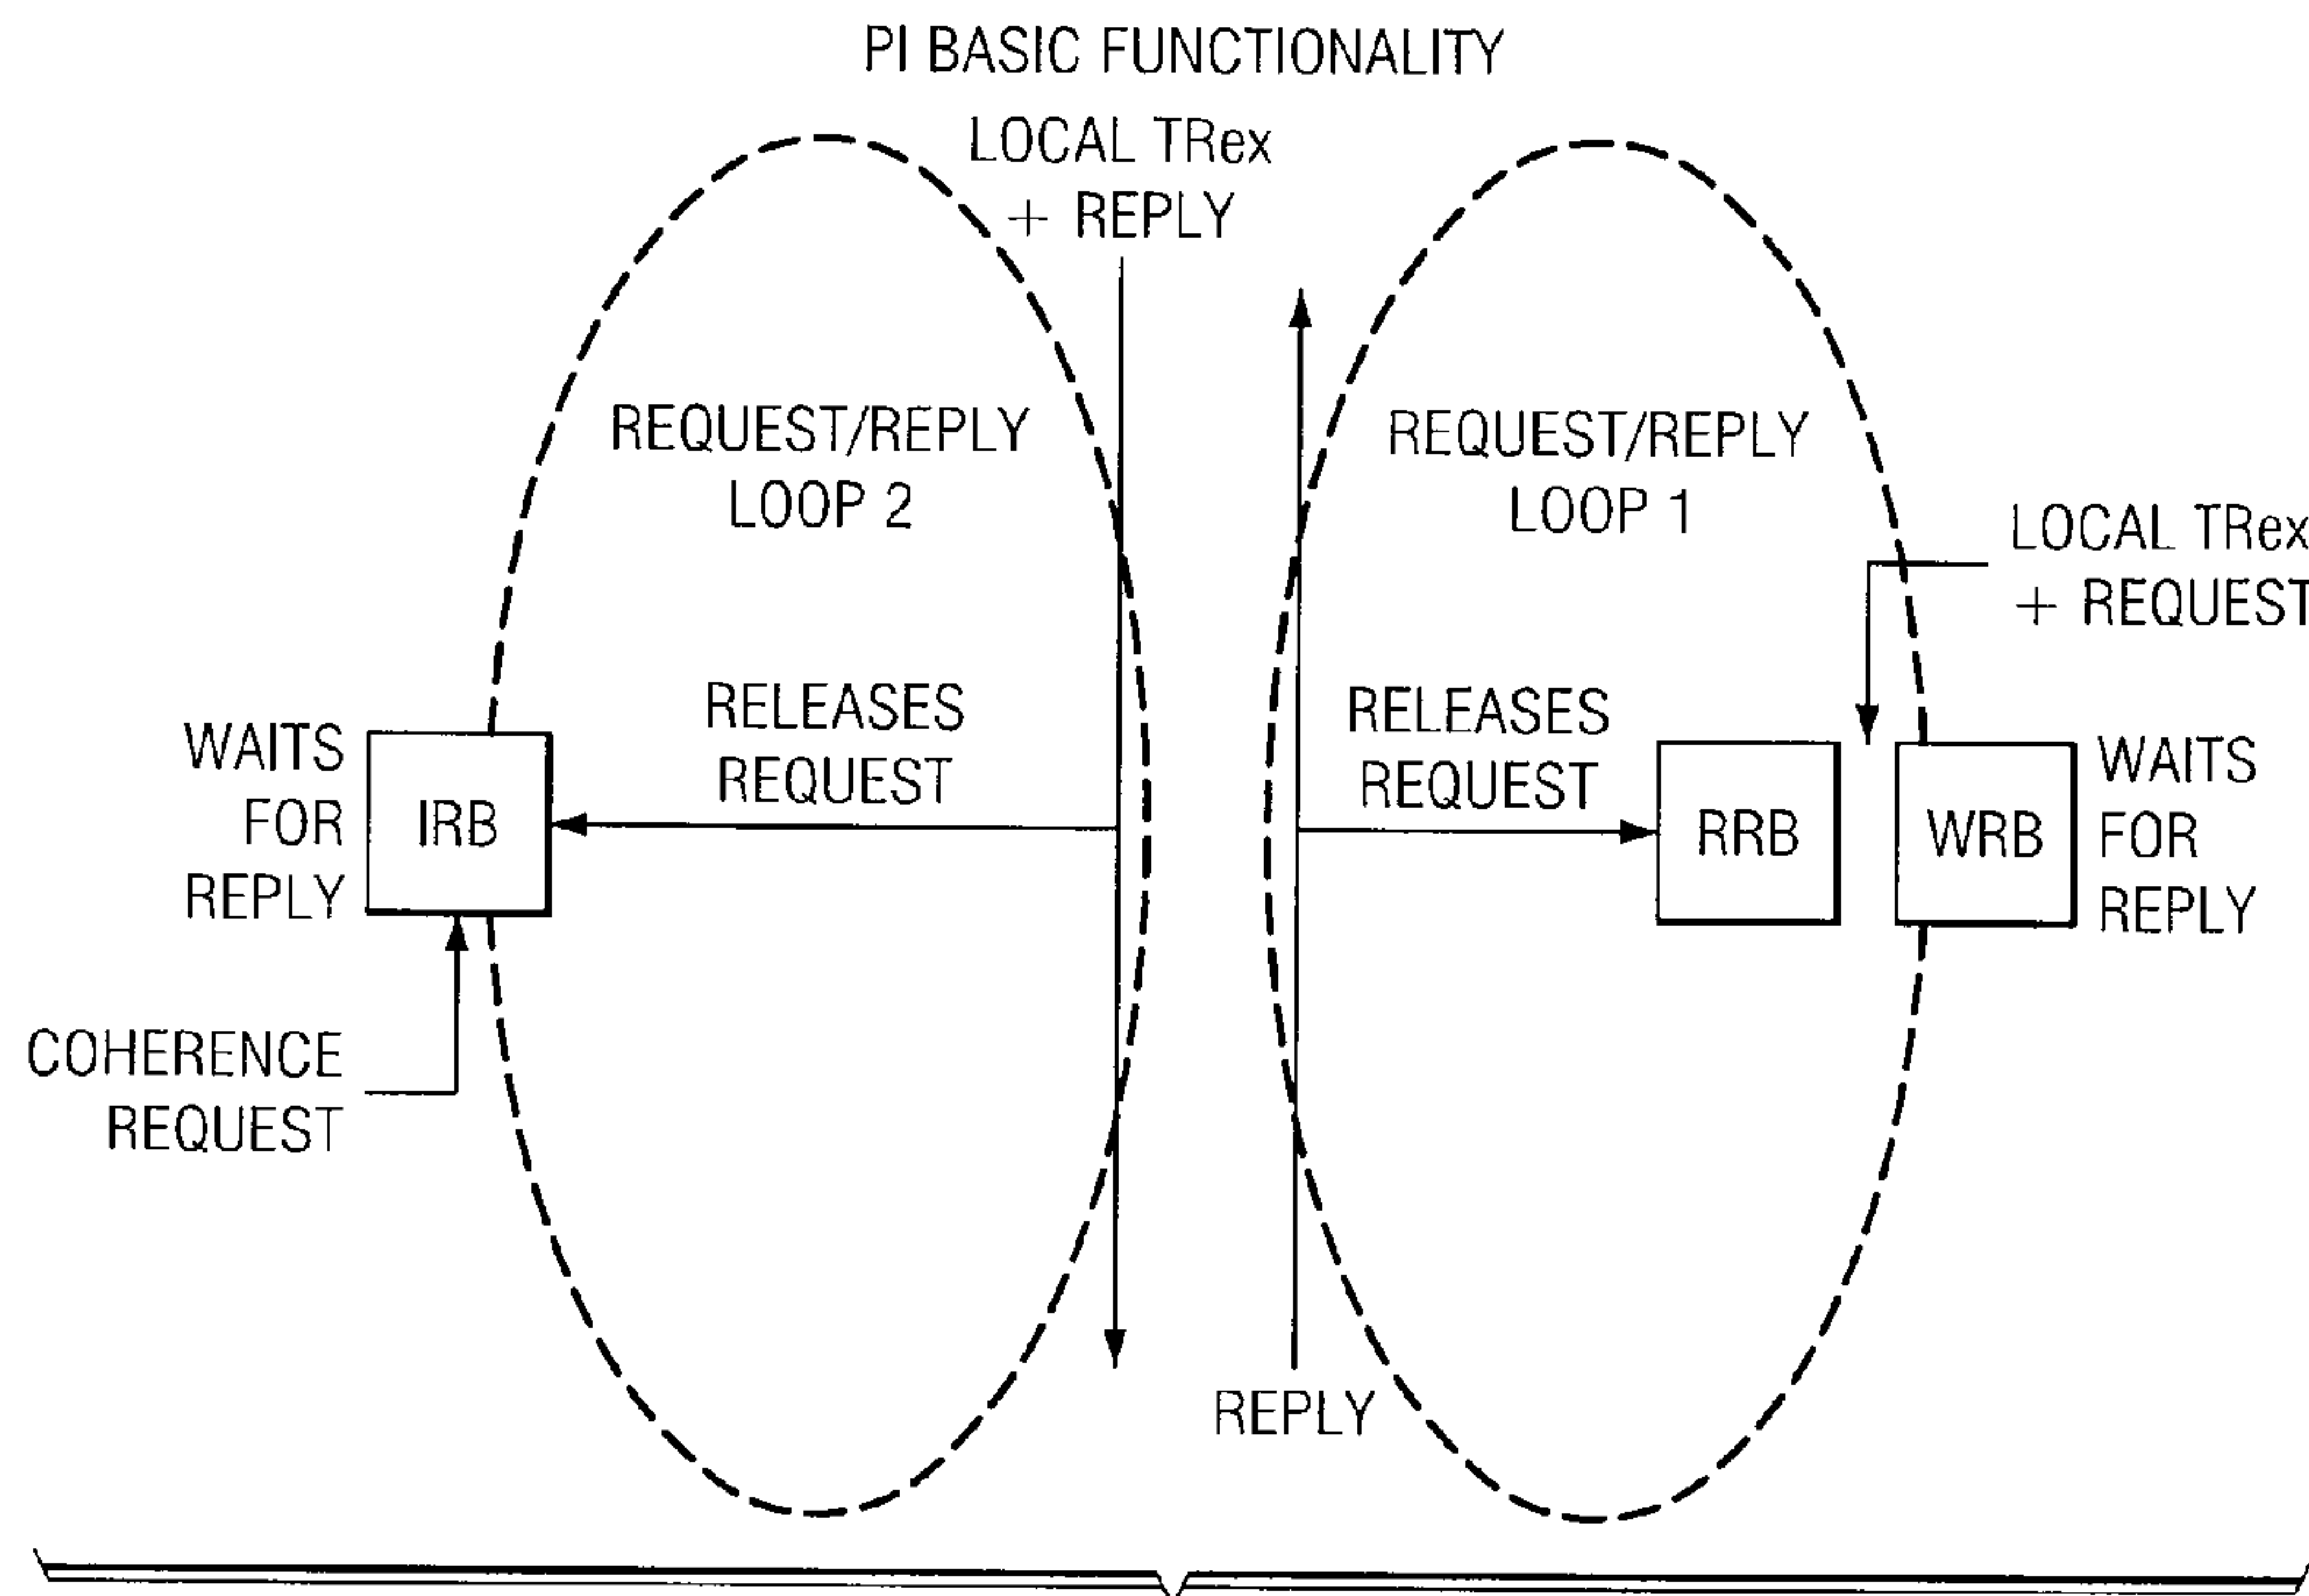 PI BASIC FUNCTIONALITY
LOCAL TRex
+ REPLY
REQUEST/REPLY
LOOP 2
REQUEST/REPLY
LOOP 1
LOCAL TRex
+ REQUEST
RELEASES
REQUEST
RELEASES
REQUEST
WAITS
FOR
REPLY
IRB
RRB
WRB
WAITS
FOR
REPLY
COHERENCE
REQUEST
REPLY